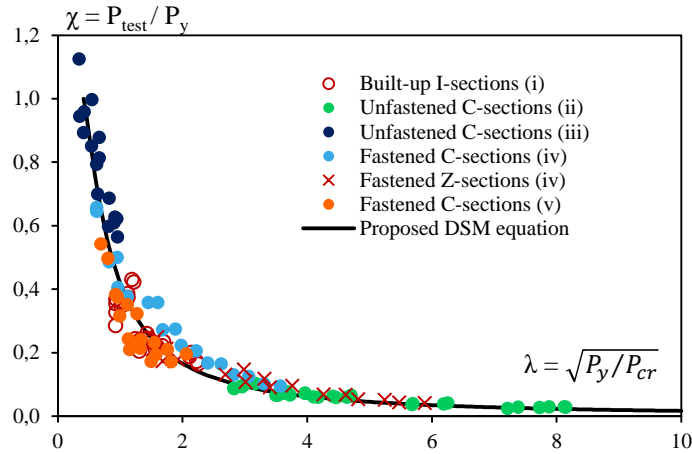 χ = P_test / P_y
1,2
1,0
0,8
0,6
0,4
0,2
0,0
Built-up I-sections (i)
Unfastened C-sections (ii)
Unfastened C-sections (iii)
Fastened C-sections (iv)
Fastened Z-sections (iv)
Fastened C-sections (v)
Proposed DSM equation
λ = √P_y/P_cr
0 2 4 6 8 10